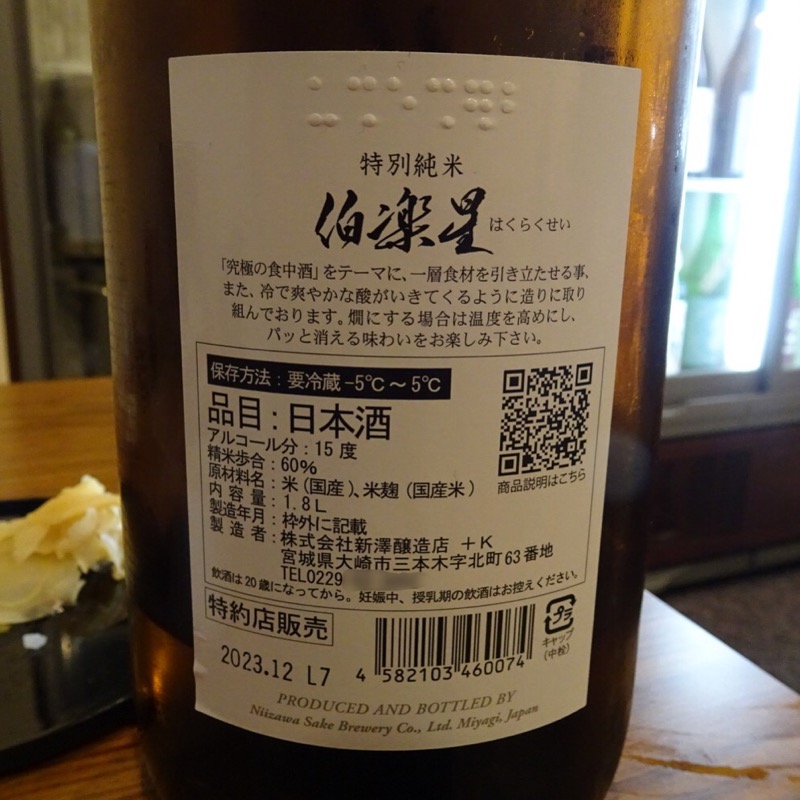 特別純米
伯楽星 はくらくせい
「究極の食中酒」をテーマに、一層食材を引き立たせる事、
また、冷で爽やかな酸がいきてくるように造りに取り
組んでおります。燗にする場合は温度を高めにし、
パッと消える味わいをお楽しみ下さい。
保存方法：要冷蔵 -5℃～5℃
品目：日本酒
アルコール分：15度
精米歩合：60%
原材料名：米（国産）、米麹（国産米）
内容量：1.8L
製造年月：枠外に記載
製造者：株式会社新澤醸造店 +K
宮城県大崎市三本木字北町63番地
TEL0229
商品説明はこちら
飲酒は20歳になってから。妊娠中、授乳期の飲酒はお控えください。
特約店販売
2023.12 L7
4 582103 460074
プラ
キャップ
（中栓）
PRODUCED AND BOTTLED BY
Niizawa Sake Brewery Co., Ltd. Miyagi, Japan